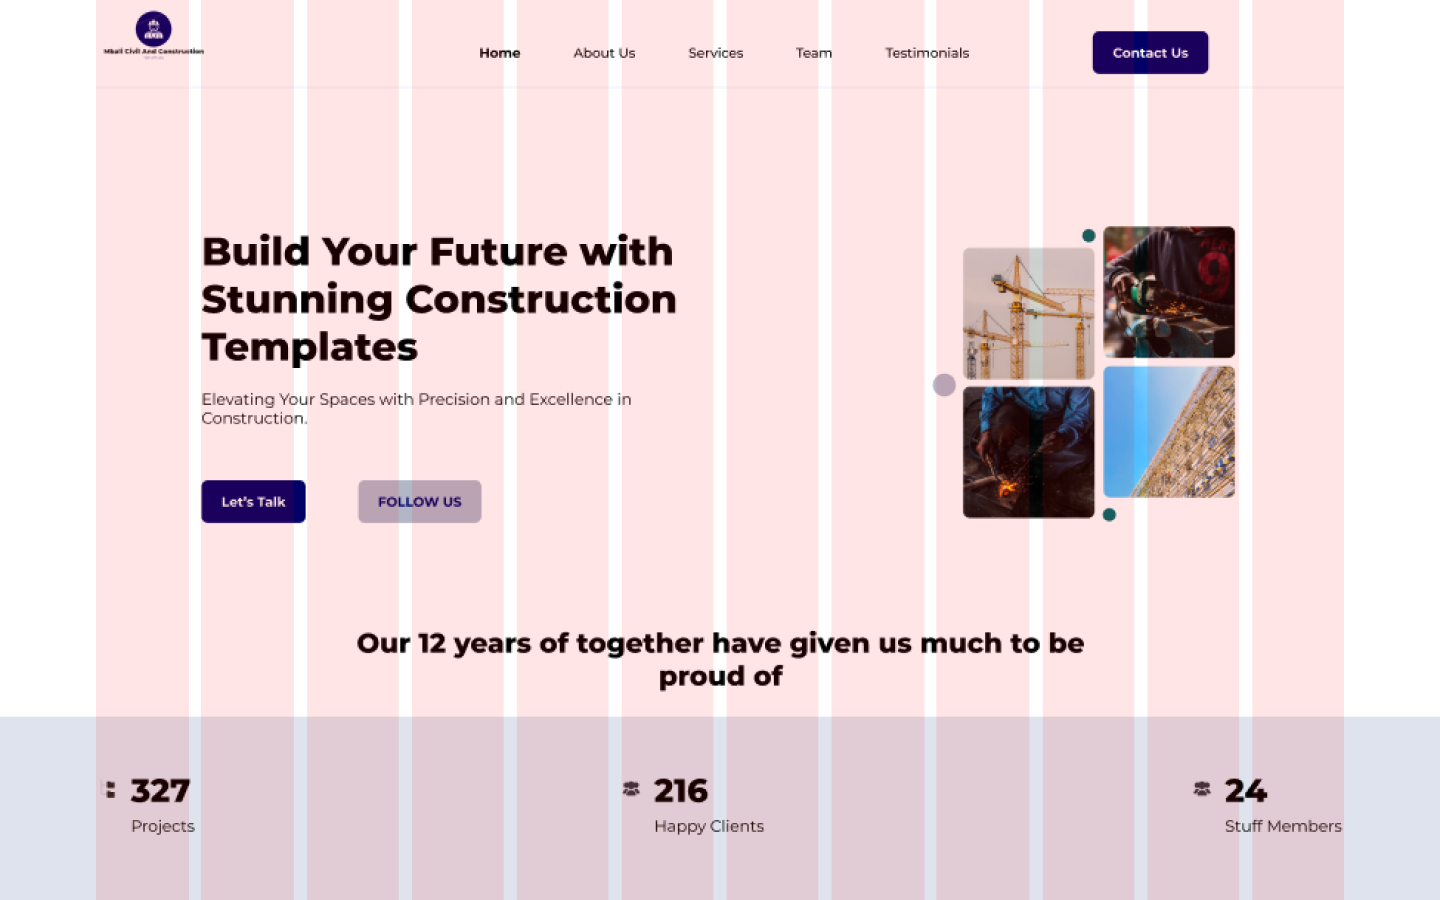 Mbali Civil And Construction
Home
About Us
Services
Team
Testimonials
Contact Us
Build Your Future with
Stunning Construction
Templates
Elevating Your Spaces with Precision and Excellence in
Construction.
Let's Talk
FOLLOW US
Our 12 years of together have given us much to be
proud of
327
Projects
216
Happy Clients
24
Stuff Members